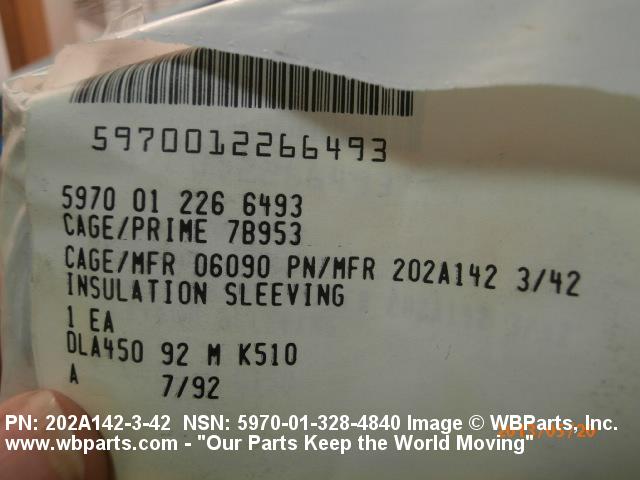 5970012266493
5970 01 226 6493
CAGE/PRIME 7B953
CAGE/MFR 06090 PN/MFR 202A142 3/42
INSULATION SLEEVING
1 EA
DLA450 92 M K510
A 7/92
PN: 202A142-3-42 NSN: 5970-01-328-4840 Image © WBParts, Inc.
www.wbparts.com - "Our Parts Keep the World Moving"